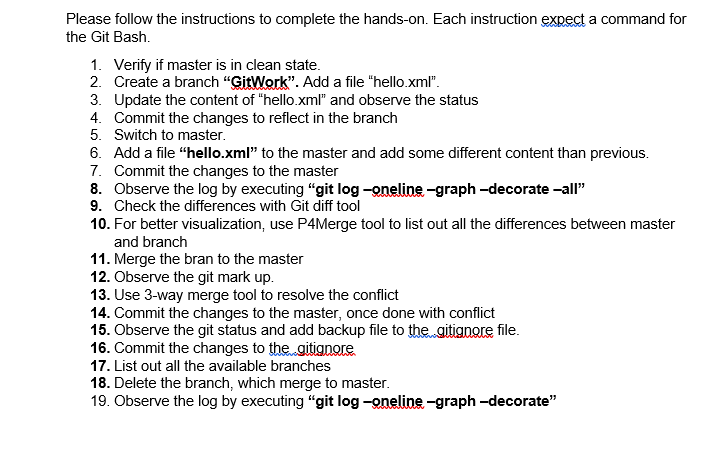 Please follow the instructions to complete the hands-on. Each instruction expect a command for
the Git Bash.
1. Verify if master is in clean state.
2. Create a branch “GitWork”. Add a file “hello.xml”.
3. Update the content of “hello.xml” and observe the status
4. Commit the changes to reflect in the branch
5. Switch to master.
6. Add a file “hello.xml” to the master and add some different content than previous.
7. Commit the changes to the master
8. Observe the log by executing “git log –oneline –graph –decorate –all”
9. Check the differences with Git diff tool
10. For better visualization, use P4Merge tool to list out all the differences between master
and branch
11. Merge the bran to the master
12. Observe the git mark up.
13. Use 3-way merge tool to resolve the conflict
14. Commit the changes to the master, once done with conflict
15. Observe the git status and add backup file to the .gitignore file.
16. Commit the changes to the .gitignore
17. List out all the available branches
18. Delete the branch, which merge to master.
19. Observe the log by executing “git log –oneline –graph –decorate”